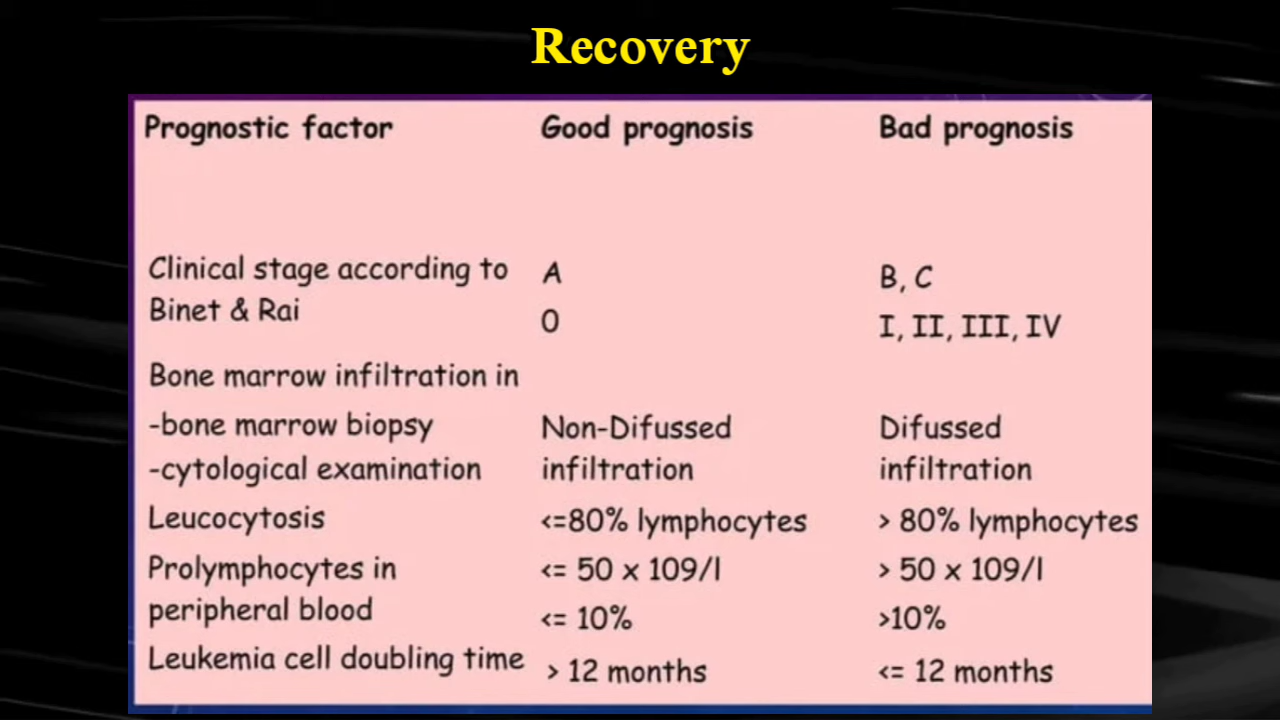 Recovery
Prognostic factor Good prognosis Bad prognosis
Clinical stage according to A B, C
Binet & Rai 0 I, II, III, IV
Bone marrow infiltration in
-bone marrow biopsy Non-Difussed Difussed
-cytological examination infiltration infiltration
Leucocytosis <=80% lymphocytes > 80% lymphocytes
Prolymphocytes in <= 50 x 109/l > 50 x 109/l
peripheral blood <= 10% >10%
Leukemia cell doubling time > 12 months <= 12 months